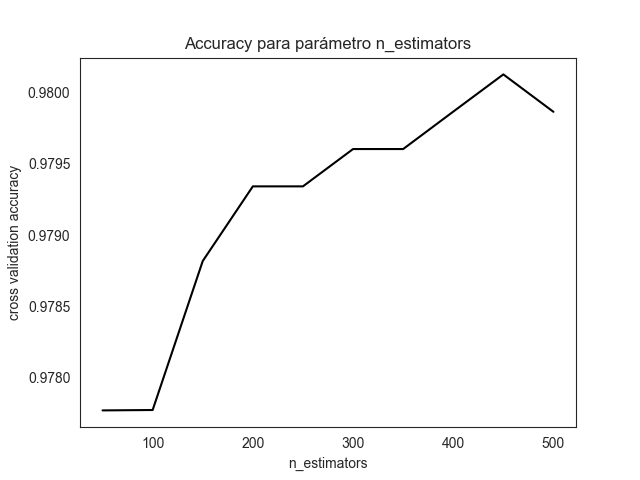 Accuracy para parámetro n_estimators
cross validation accuracy
0.9800
0.9795
0.9790
0.9785
0.9780
100 200 300 400 500
n_estimators